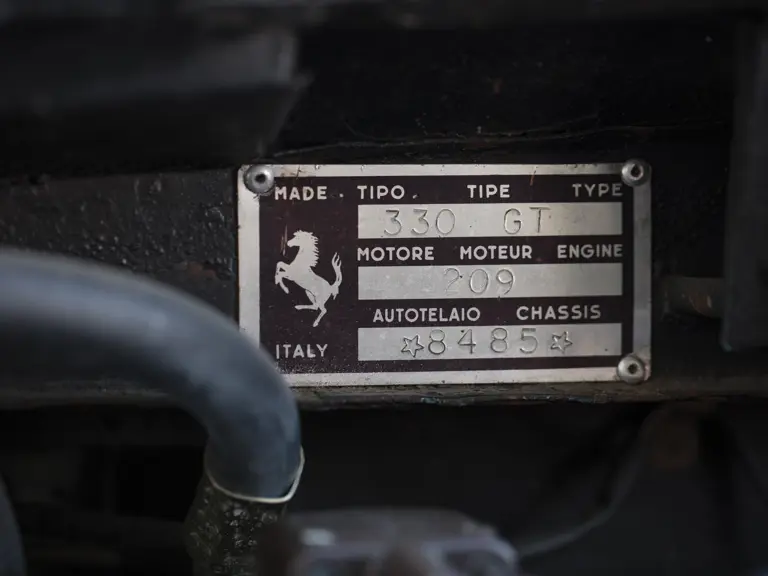 MADE . TIPO . TIPE TYPE
330 GT
MOTORE MOTEUR ENGINE
209
AUTOTELAIO CHASSIS
ITALY ☆8485☆